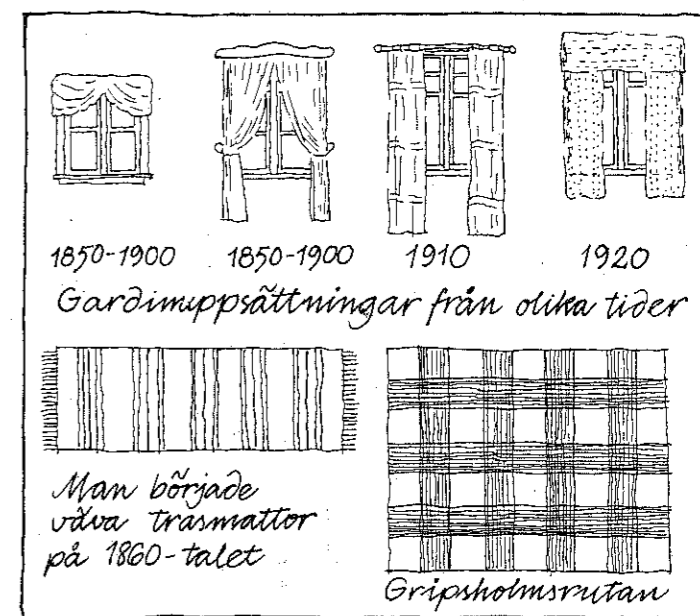 1850-1900 1850-1900 1910 1920
Gardinuppsättningar från olika tider
Man började
väva trasmattor
på 1860-talet
Gripsholmsrutan